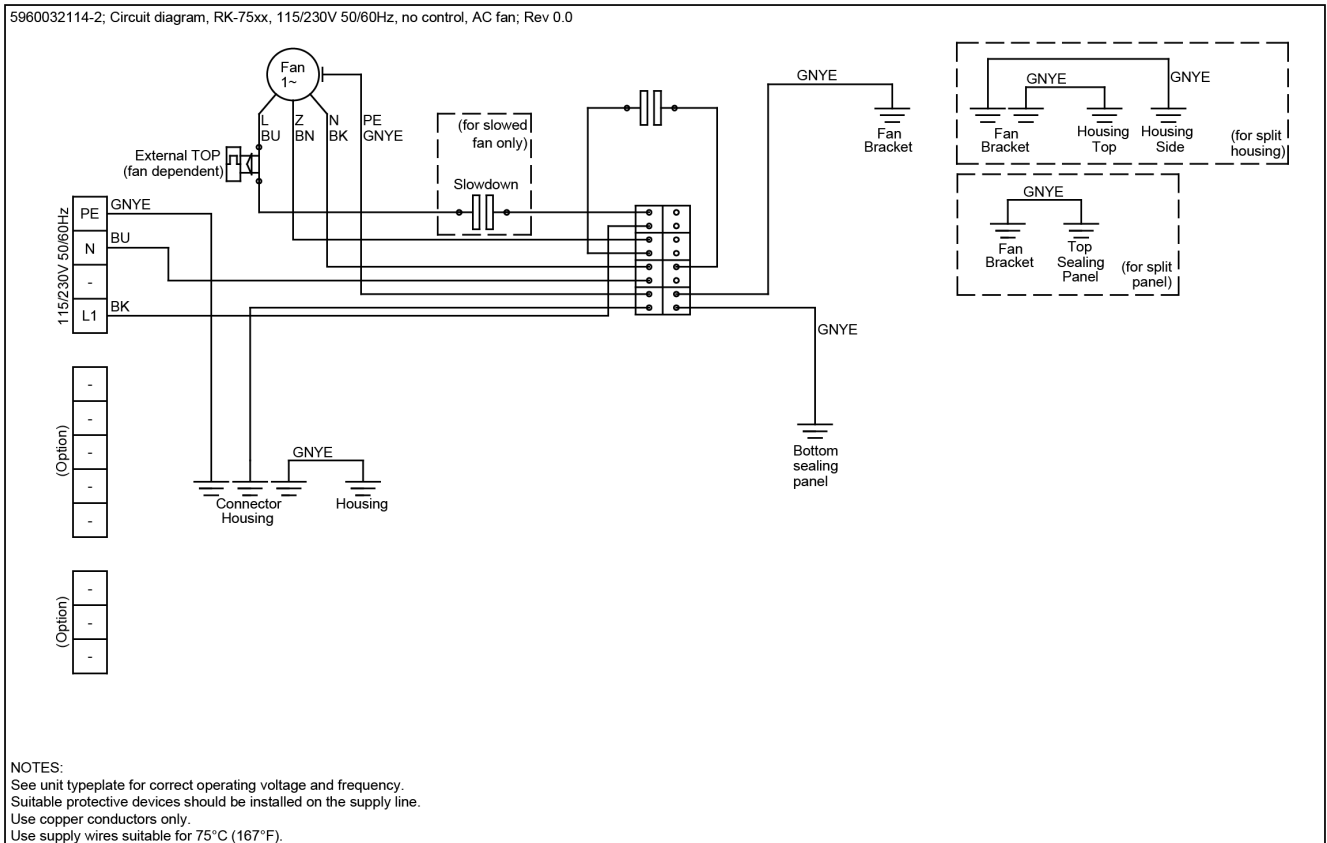 5960032114-2; Circuit diagram, RK-75xx, 115/230V 50/60Hz, no control, AC fan; Rev 0.0
Fan
1~
L
BU
Z
BN
N
BK
PE
GNYE
External TOP
(fan dependent)
(for slowed
fan only)
Slowdown
GNYE
Fan
Bracket
GNYE
GNYE
Fan
Bracket
Housing
Top
Housing
Side
(for split
housing)
GNYE
Fan
Bracket
Top
Sealing
Panel
(for split
panel)
115/230V 50/60Hz
PE
GNYE
N
BU
-
L1
BK
GNYE
Bottom
sealing
panel
(Option)
-
-
-
-
-
GNYE
Connector
Housing
Housing
(Option)
-
-
-
NOTES:
See unit typeplate for correct operating voltage and frequency.
Suitable protective devices should be installed on the supply line.
Use copper conductors only.
Use supply wires suitable for 75°C (167°F).